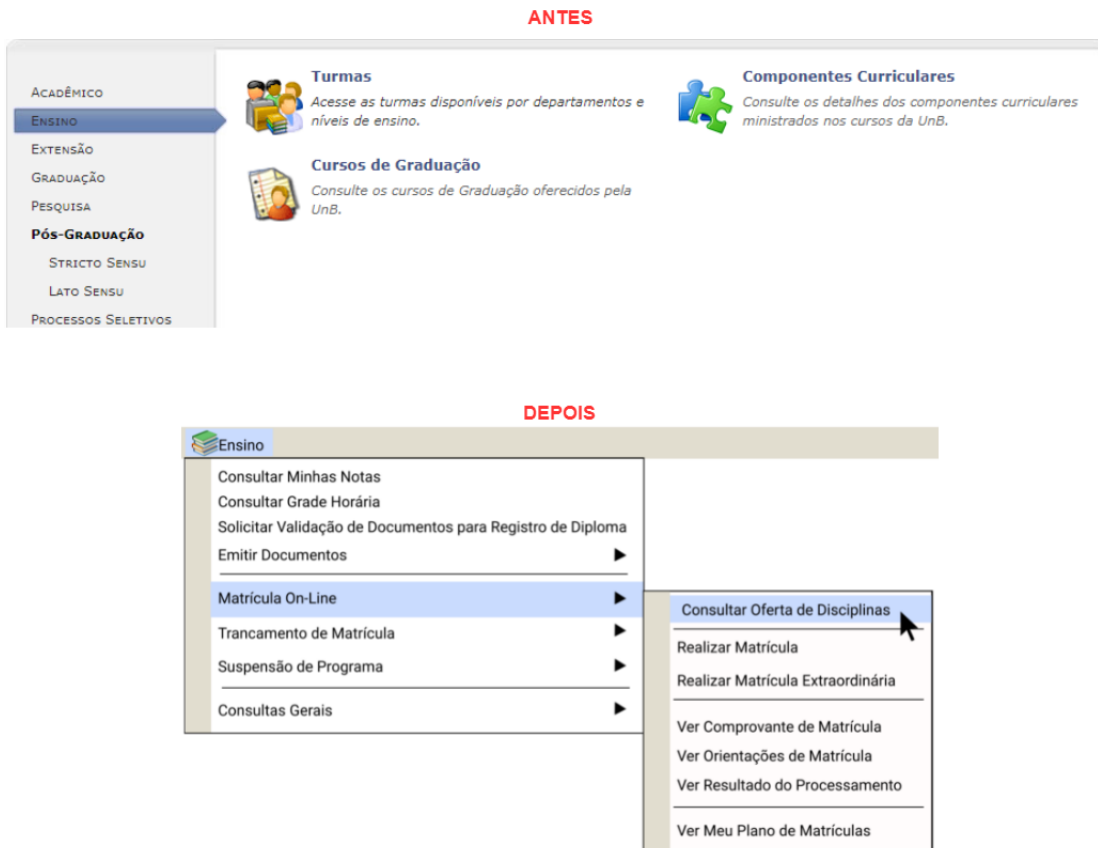 ANTES
ACADÊMICO
ENSINO
EXTENSÃO
GRADUAÇÃO
PESQUISA
PÓS-GRADUAÇÃO
STRICTO SENSU
LATO SENSU
PROCESSOS SELETIVOS
Turmas
Acesse as turmas disponíveis por departamentos e
níveis de ensino.
Componentes Curriculares
Consulte os detalhes dos componentes curriculares
ministrados nos cursos da UnB.
Cursos de Graduação
Consulte os cursos de Graduação oferecidos pela
UnB.
DEPOIS
Ensino
Consultar Minhas Notas
Consultar Grade Horária
Solicitar Validação de Documentos para Registro de Diploma
Emitir Documentos
Matrícula On-Line
Trancamento de Matrícula
Suspensão de Programa
Consultas Gerais
Consultar Oferta de Disciplinas
Realizar Matrícula
Realizar Matrícula Extraordinária
Ver Comprovante de Matrícula
Ver Orientações de Matrícula
Ver Resultado do Processamento
Ver Meu Plano de Matrículas